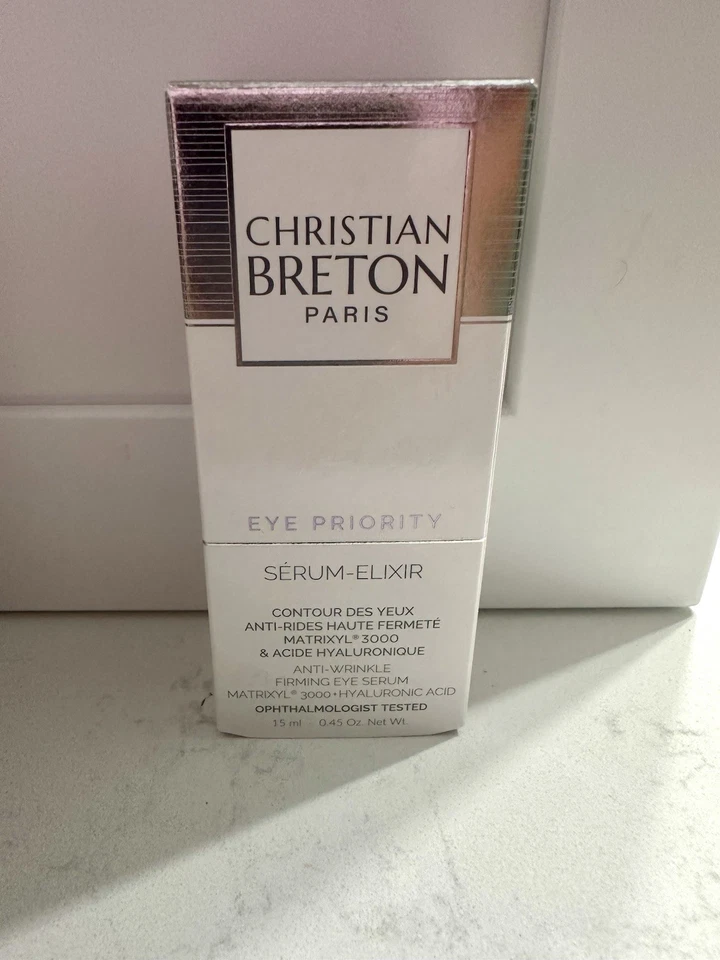 CHRISTIAN
BRETON
PARIS
EYE PRIORITY
SÉRUM-ELIXIR
CONTOUR DES YEUX
ANTI-RIDES HAUTE FERMETÉ
MATRIXYL® 3000
& ACIDE HYALURONIQUE
ANTI-WRINKLE
FIRMING EYE SERUM
MATRIXYL® 3000+HYALURONIC ACID
OPHTHALMOLOGIST TESTED
15 ml 0.45 Oz. Net Wt.